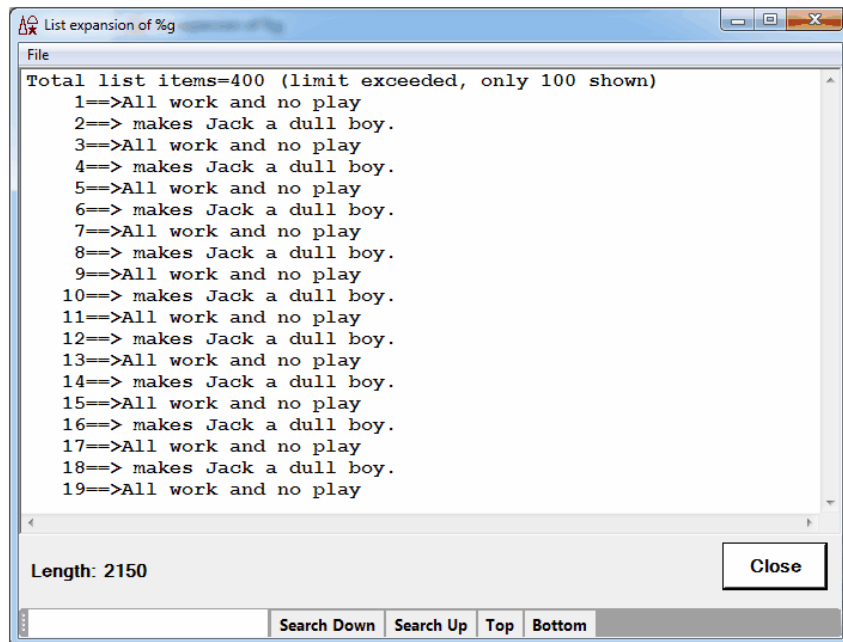 List expansion of %g
File
Total list items=400 (limit exceeded, only 100 shown)
1==>All work and no play
2==> makes Jack a dull boy.
3==>All work and no play
4==> makes Jack a dull boy.
5==>All work and no play
6==> makes Jack a dull boy.
7==>All work and no play
8==> makes Jack a dull boy.
9==>All work and no play
10==> makes Jack a dull boy.
11==>All work and no play
12==> makes Jack a dull boy.
13==>All work and no play
14==> makes Jack a dull boy.
15==>All work and no play
16==> makes Jack a dull boy.
17==>All work and no play
18==> makes Jack a dull boy.
19==>All work and no play
Length: 2150
Close
Search Down Search Up Top Bottom